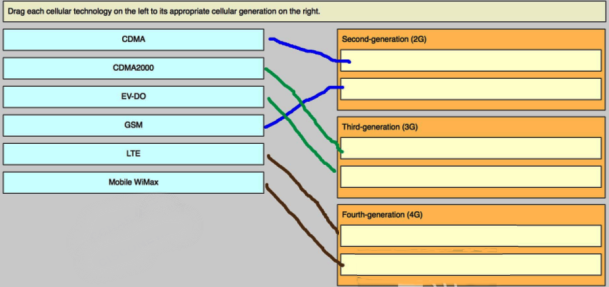 Drag each cellular technology on the left to its appropriate cellular generation on the right.
CDMA
CDMA2000
EV-DO
GSM
LTE
Mobile WiMax
Second-generation (2G)
Third-generation (3G)
Fourth-generation (4G)